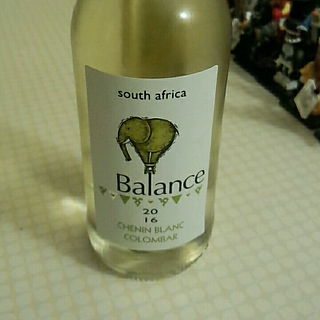 south africa
Balance
20
16
CHENIN BLANC
COLOMBAR